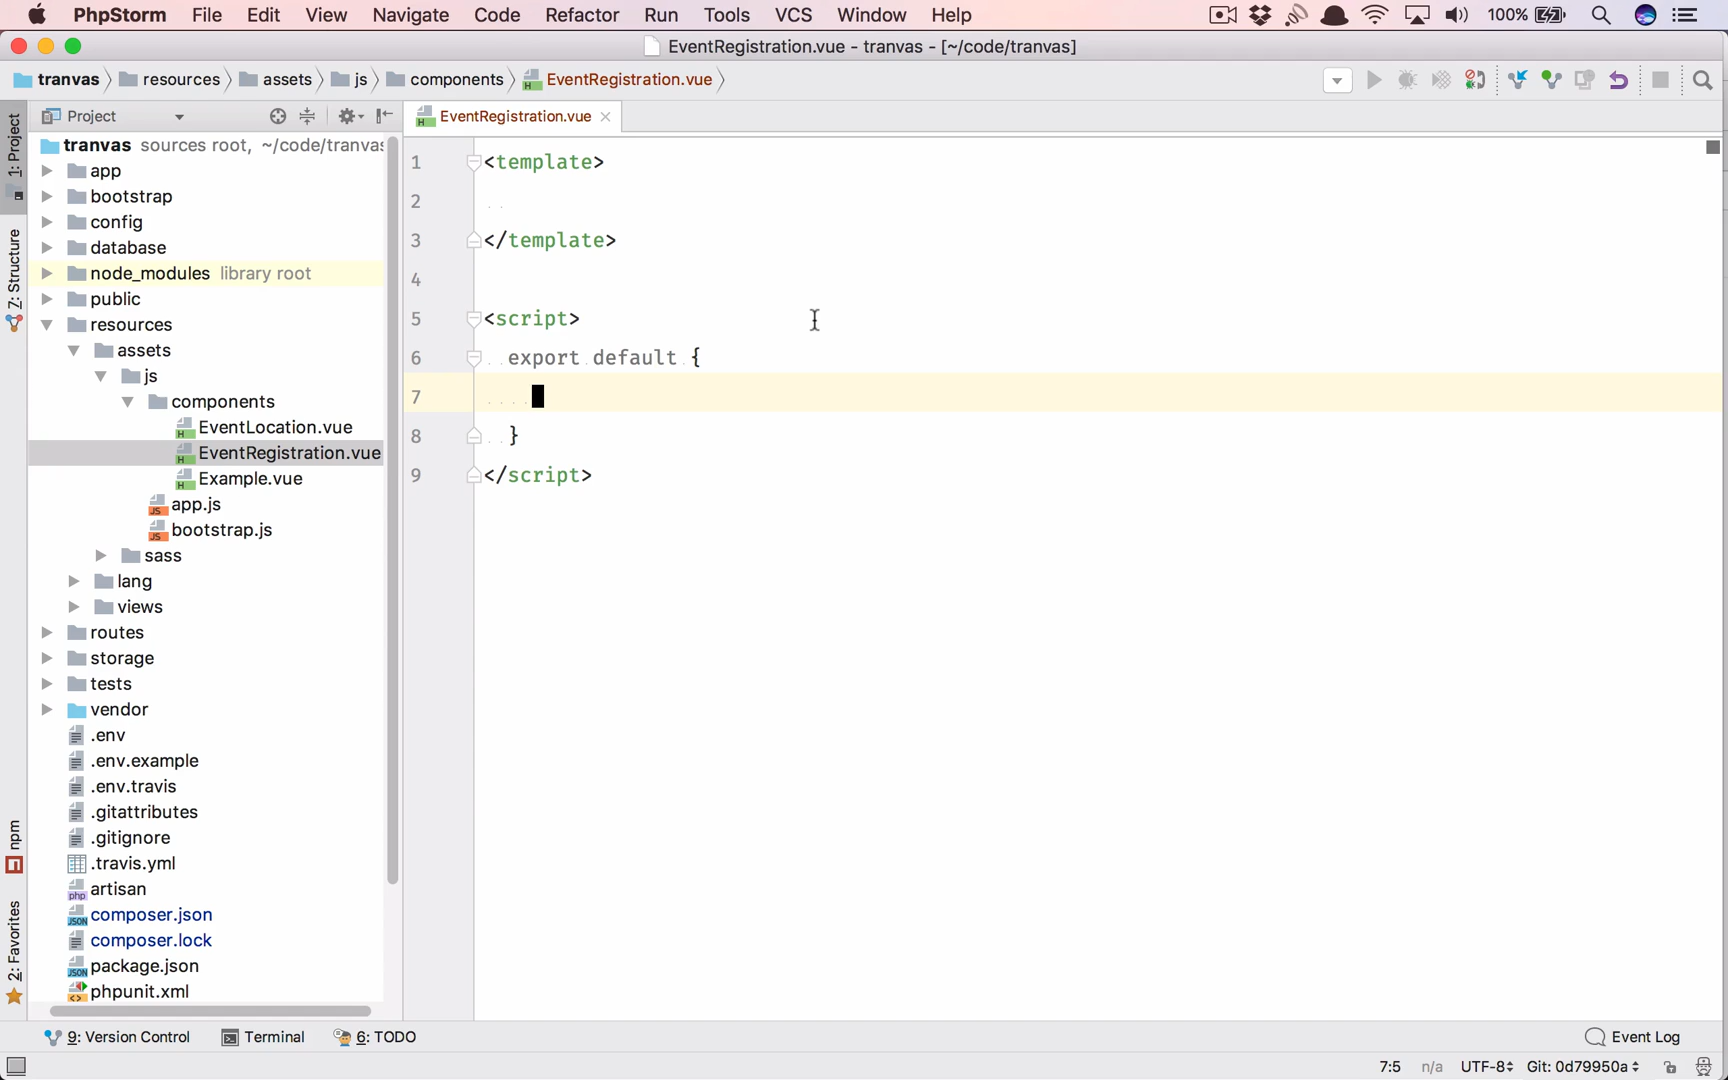 PhpStorm File Edit View Navigate Code Refactor Run Tools VCS Window Help 100%
EventRegistration.vue - tranvas - [~/code/tranvas]
tranvas resources assets js components EventRegistration.vue
Project EventRegistration.vue
1: Project
7: Structure
npm
2: Favorites
tranvas sources root, ~/code/tranvas
app
bootstrap
config
database
node_modules library root
public
resources
assets
js
components
EventLocation.vue
EventRegistration.vue
Example.vue
app.js
bootstrap.js
sass
lang
views
routes
storage
tests
vendor
.env
.env.example
.env.travis
.gitattributes
.gitignore
.travis.yml
artisan
composer.json
composer.lock
package.json
phpunit.xml
1 <template>
2
3 </template>
4
5 <script>
6 export default {
7
8 }
9 </script>
9: Version Control Terminal 6: TODO Event Log
7:5 n/a UTF-8 Git: 0d79950a